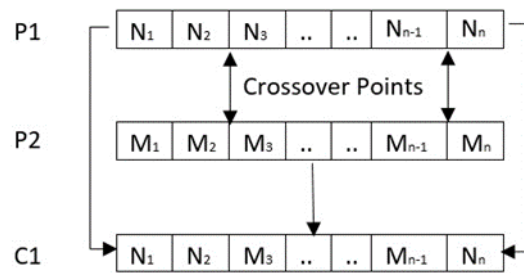 P1 N₁ N₂ N₃ .. .. Nₙ₋₁ Nₙ
Crossover Points
P2 M₁ M₂ M₃ .. .. Mₙ₋₁ Mₙ
C1 N₁ N₂ M₃ .. .. Mₙ₋₁ Nₙ